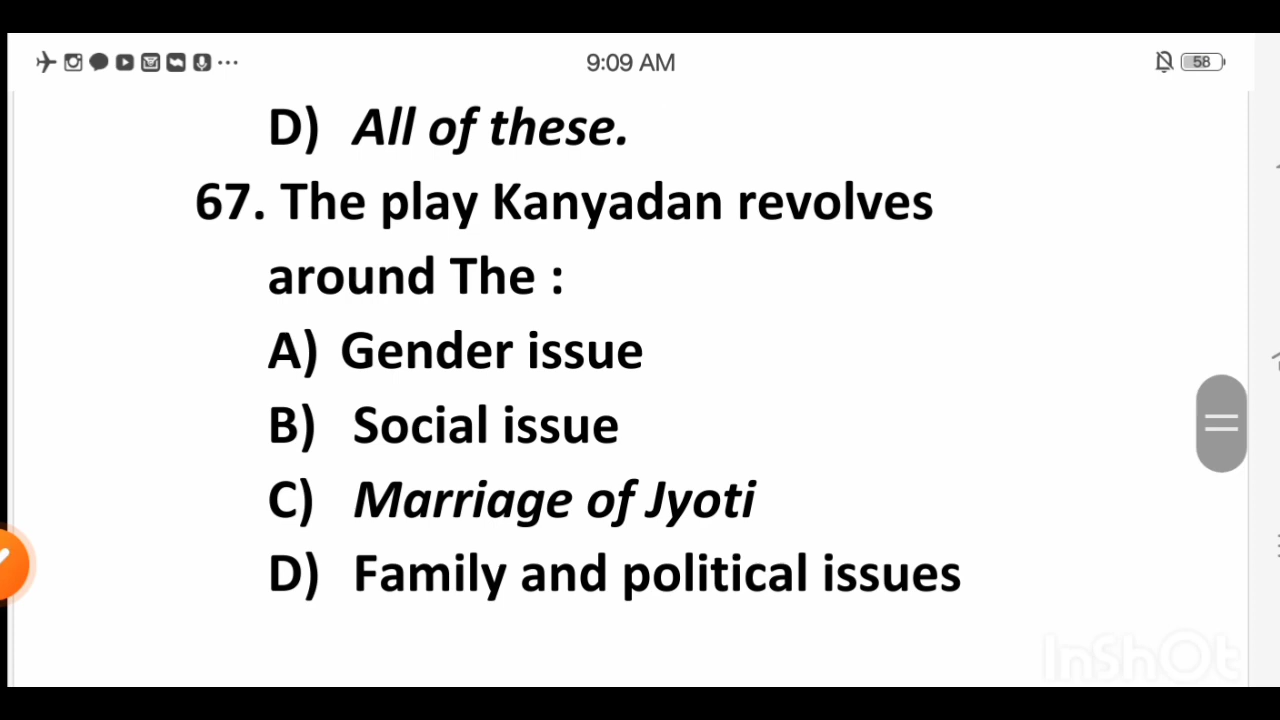 9:09 AM
58
D) All of these.
67. The play Kanyadan revolves
around The :
A) Gender issue
B) Social issue
C) Marriage of Jyoti
D) Family and political issues
InShOt